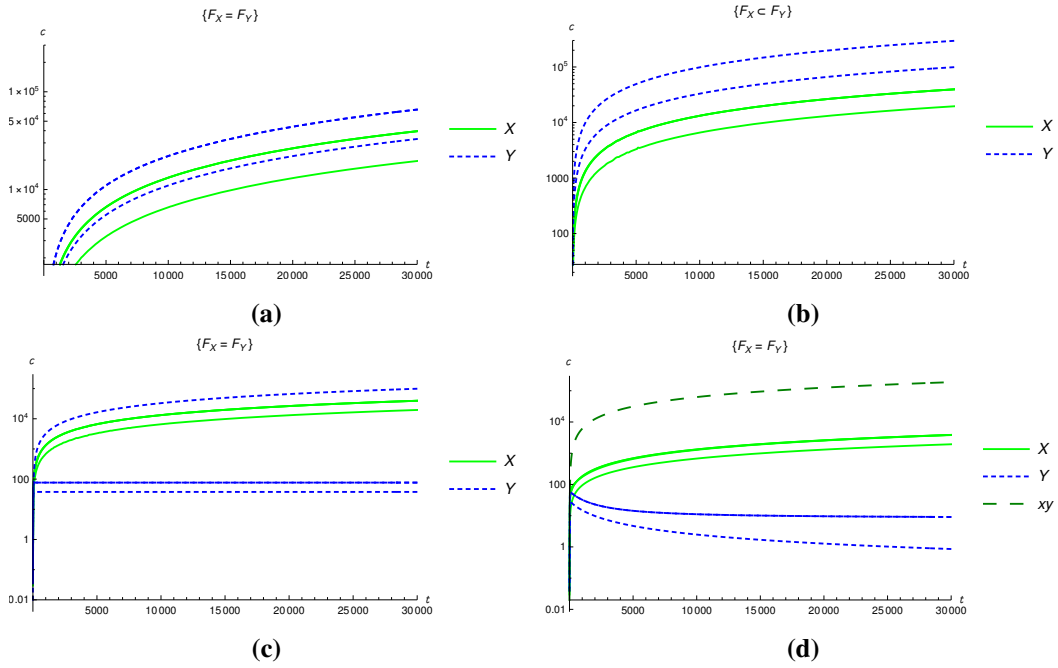 {F_X = F_Y}
c
1 × 10^5
5 × 10^4
1 × 10^4
5000
5000 10000 15000 20000 25000 30000 t
X
Y
(a)
{F_X ⊂ F_Y}
c
10^5
10^4
1000
100
5000 10000 15000 20000 25000 30000 t
X
Y
(b)
{F_X = F_Y}
c
10^4
100
1
0.01
5000 10000 15000 20000 25000 30000 t
X
Y
(c)
{F_X = F_Y}
c
10^4
100
1
0.01
5000 10000 15000 20000 25000 30000 t
X
Y
xy
(d)